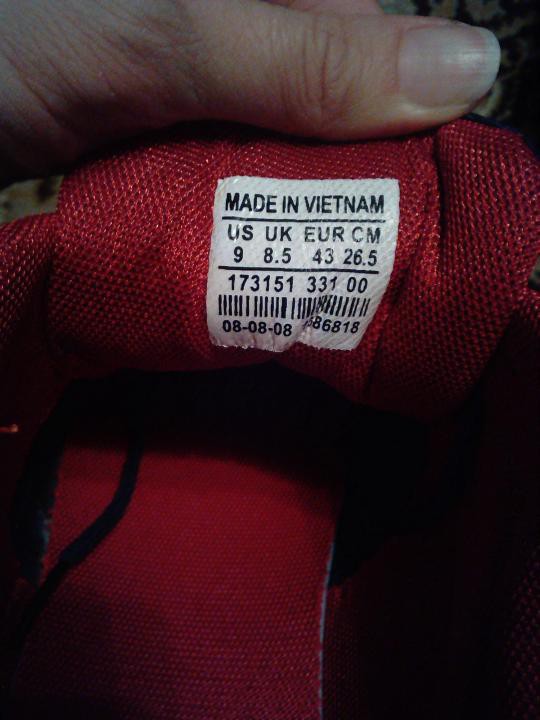 MADE IN VIETNAM
US UK EUR CM
9 8.5 43 26.5
173151 331 00
08-08-08